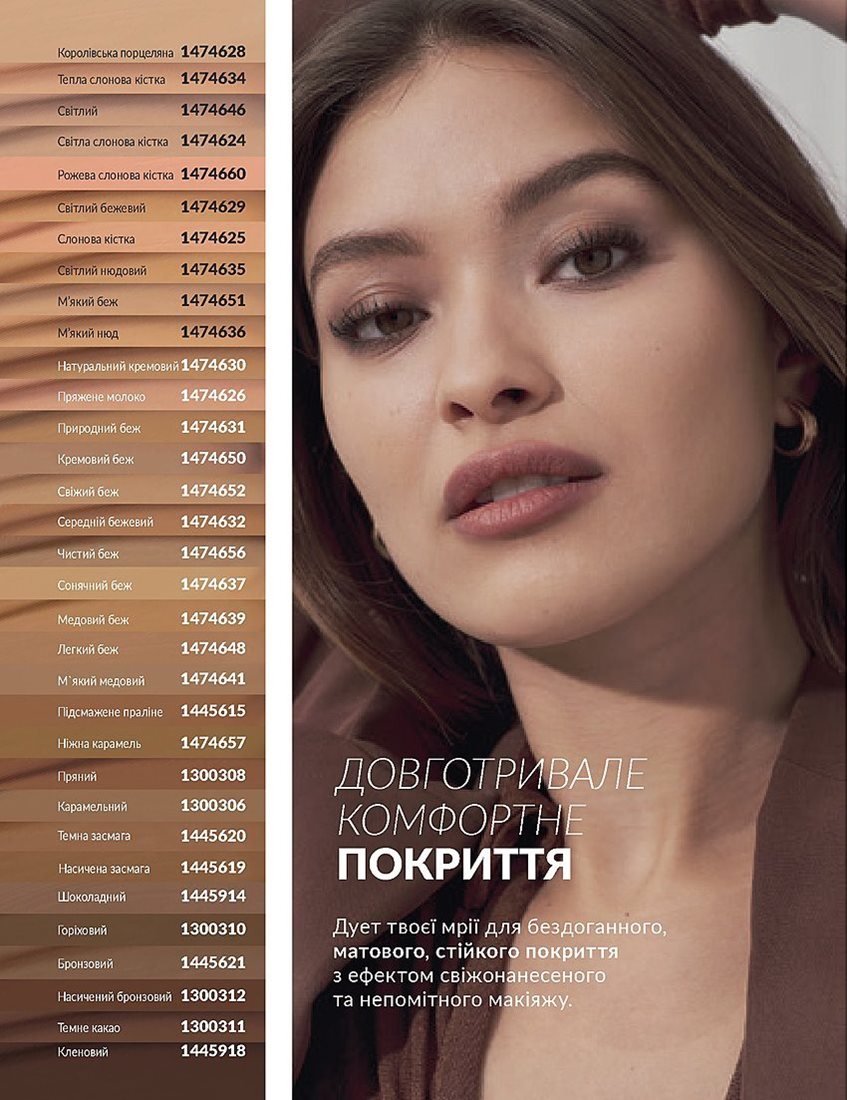 Королівська порцеляна 1474628
Тепла слонова кістка 1474634
Світлий 1474646
Світла слонова кістка 1474624
Рожева слонова кістка 1474660
Світлий бежевий 1474629
Слонова кістка 1474625
Світлий нюдовий 1474635
М'який беж 1474651
М'який нюд 1474636
Натуральний кремовий 1474630
Пряжене молоко 1474626
Природний беж 1474631
Кремовий беж 1474650
Свіжий беж 1474652
Середній бежевий 1474632
Чистий беж 1474656
Сонячний беж 1474637
Медовий беж 1474639
Легкий беж 1474648
М`який медовий 1474641
Підсмажене праліне 1445615
Ніжна карамель 1474657
Пряний 1300308
Карамельний 1300306
Темна засмага 1445620
Насичена засмага 1445619
Шоколадний 1445914
Горіховий 1300310
Бронзовий 1445621
Насичений бронзовий 1300312
Темне какао 1300311
Кленовий 1445918
ДОВГОТРИВАЛЕ
КОМФОРТНЕ
ПОКРИТТЯ
Дует твоєї мрії для бездоганного,
матового, стійкого покриття
з ефектом свіжонанесеного
та непомітного макіяжу.